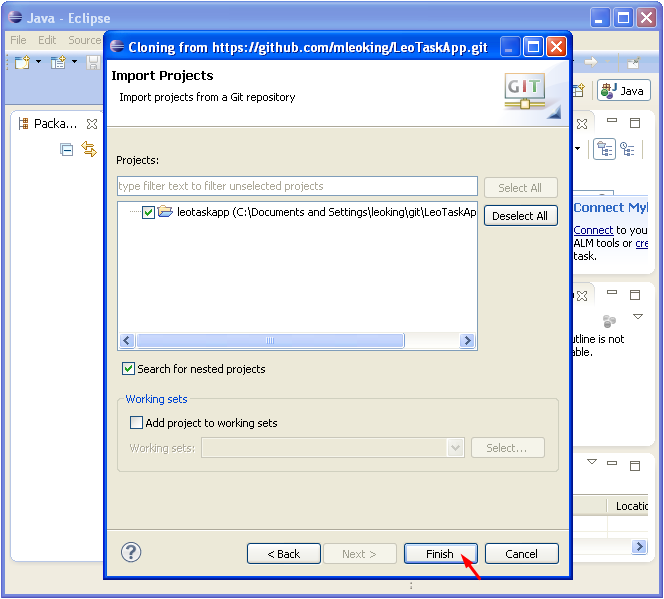 Java - Eclipse
File Edit Source
Java
Packa...
Cloning from https://github.com/mleoking/LeoTaskApp.git
Import Projects
Import projects from a Git repository
GIT
Projects:
type filter text to filter unselected projects
Select All
leotaskapp (C:\Documents and Settings\leoking\git\LeoTaskAp
Deselect All
Search for nested projects
Working sets
Add project to working sets
Working sets:
Select...
? < Back Next > Finish Cancel
Connect Myl
Connect to you
ALM tools or cre
task.
utline is not
able.
Locatio